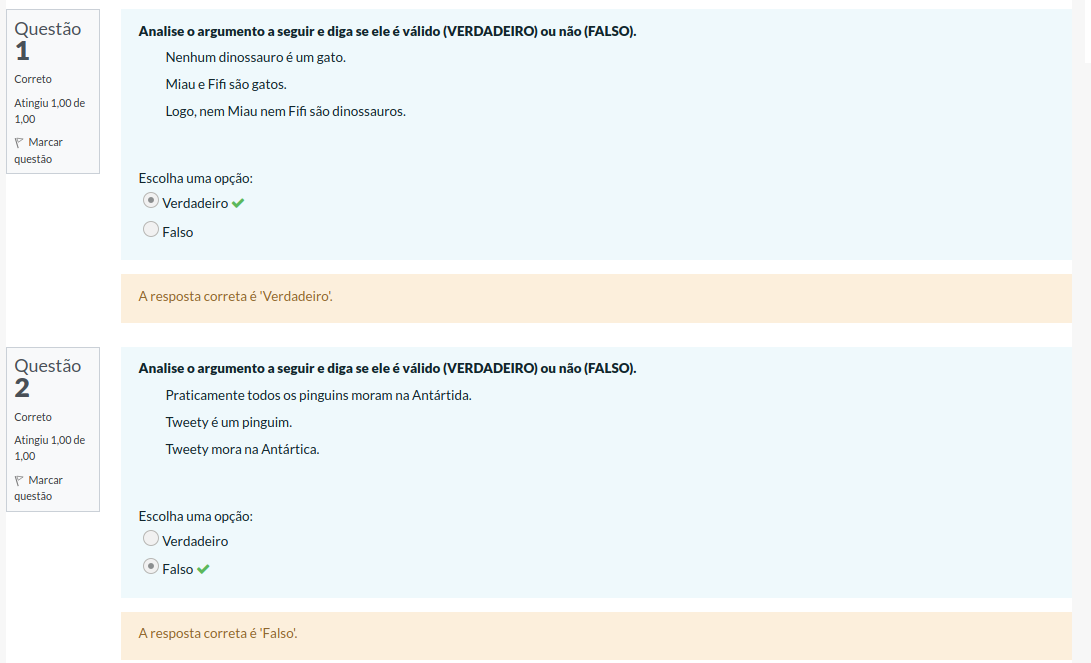 Questão
1
Correto
Atingiu 1,00 de
1,00
Marcar
questão
Analise o argumento a seguir e diga se ele é válido (VERDADEIRO) ou não (FALSO).
Nenhum dinossauro é um gato.
Miau e Fifi são gatos.
Logo, nem Miau nem Fifi são dinossauros.
Escolha uma opção:
Verdadeiro
Falso
A resposta correta é 'Verdadeiro'.
Questão
2
Correto
Atingiu 1,00 de
1,00
Marcar
questão
Analise o argumento a seguir e diga se ele é válido (VERDADEIRO) ou não (FALSO).
Praticamente todos os pinguins moram na Antártida.
Tweety é um pinguim.
Tweety mora na Antártica.
Escolha uma opção:
Verdadeiro
Falso
A resposta correta é 'Falso'.